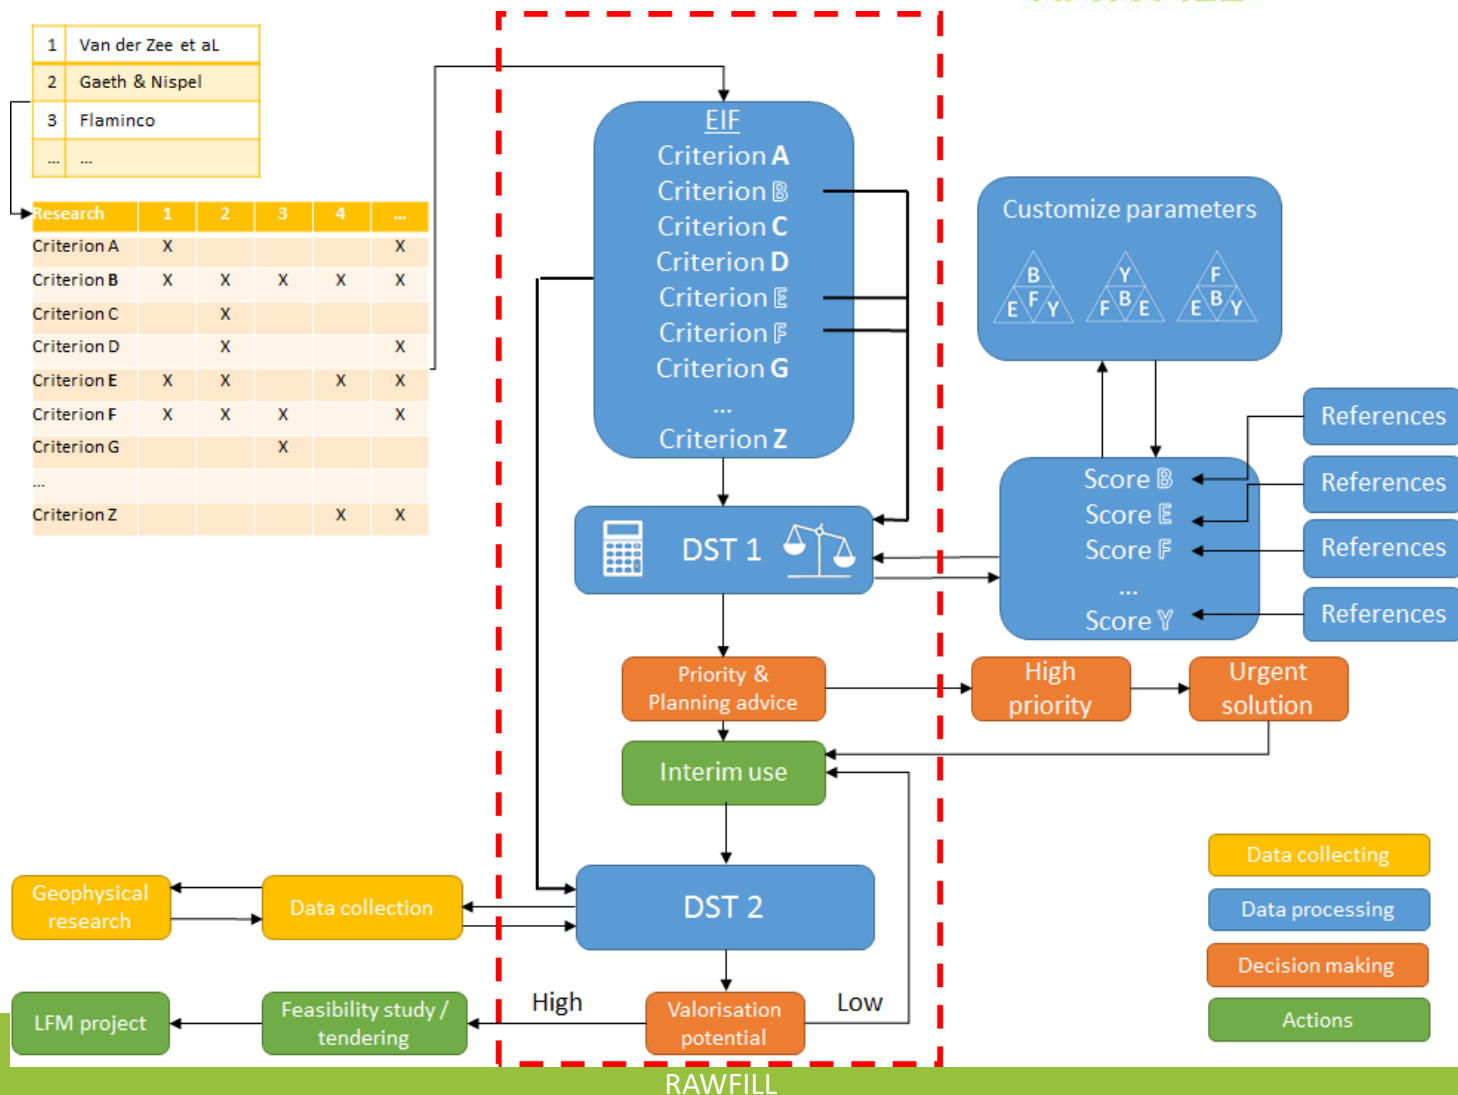 1 Van der Zee et aL
2 Gaeth & Nispel
3 Flaminco
... ...
Research 1 2 3 4 ...
Criterion A X X
Criterion B X X X X X
Criterion C X
Criterion D X X
Criterion E X X X X
Criterion F X X X X
Criterion G X
...
Criterion Z X X
EIF
Criterion A
Criterion B
Criterion C
Criterion D
Criterion E
Criterion F
Criterion G
...
Criterion Z
Customize parameters
B
E F Y
Y
F B E
F
E B Y
Score B
Score E
Score F
...
Score Y
References
References
References
References
DST 1
Priority &
Planning advice
High
priority
Urgent
solution
Interim use
DST 2
Data collection
Geophysical
research
Valorisation
potential
High
Low
Feasibility study /
tendering
LFM project
Data collecting
Data processing
Decision making
Actions
RAWFILL